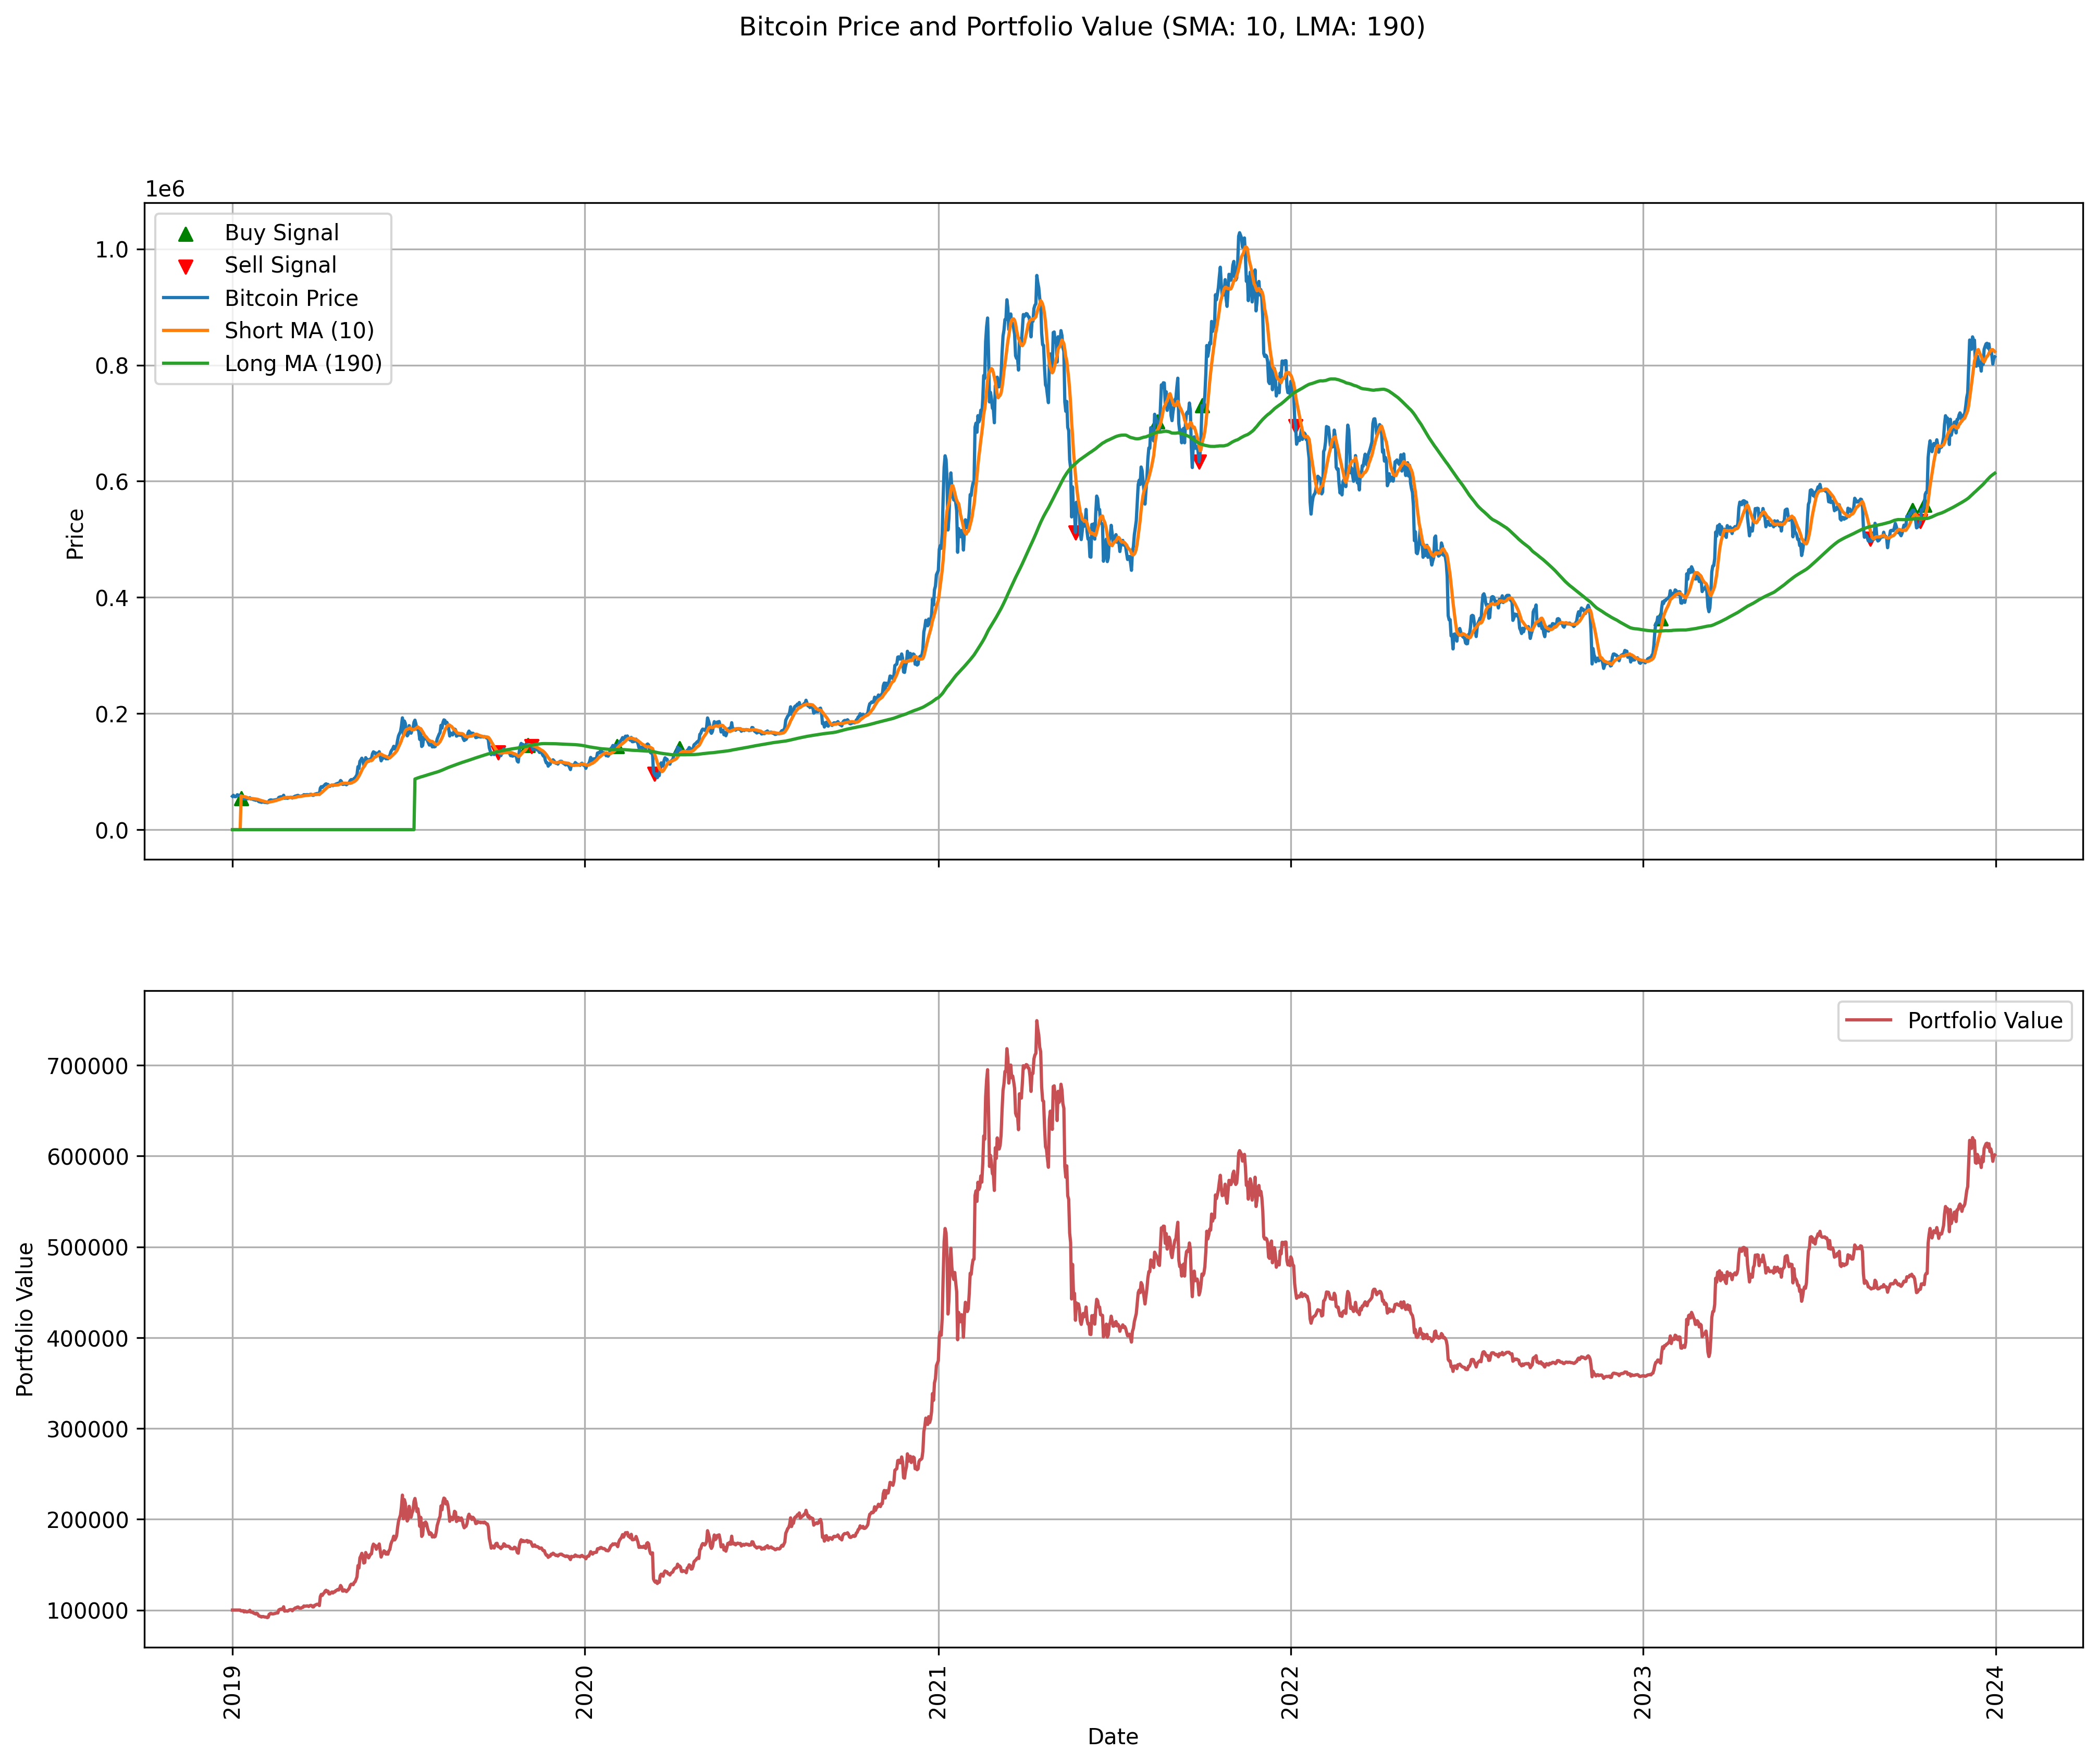 Bitcoin Price and Portfolio Value (SMA: 10, LMA: 190)
1e6
Buy Signal
Sell Signal
Bitcoin Price
Short MA (10)
Long MA (190)
1.0
0.8
0.6
0.4
0.2
0.0
Price
Portfolio Value
700000
600000
500000
400000
300000
200000
100000
Portfolio Value
2019
2020
2021
2022
2023
2024
Date